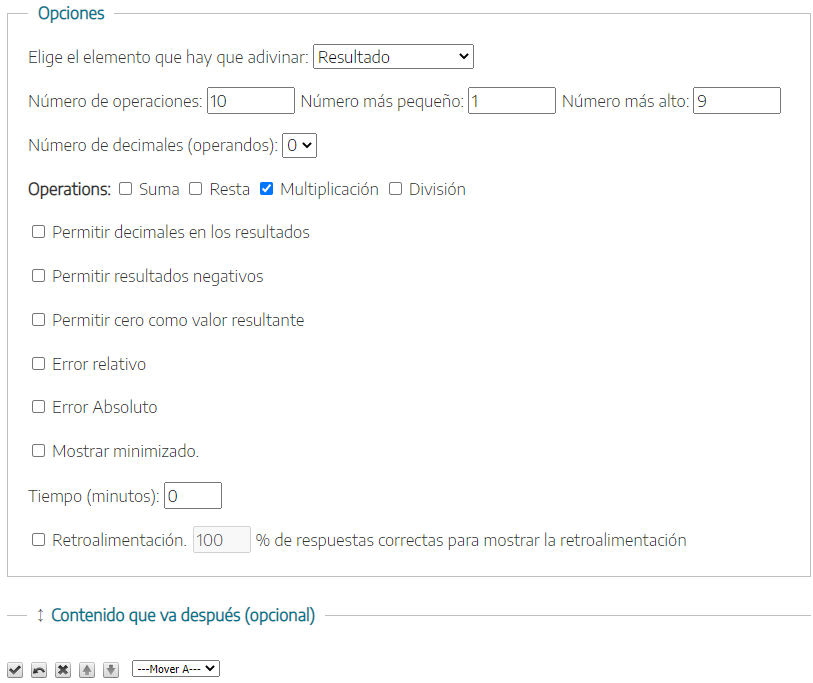 Opciones
Elige el elemento que hay que adivinar: Resultado
Número de operaciones: 10 Número más pequeño: 1 Número más alto: 9
Número de decimales (operandos): 0
Operations: Suma Resta Multiplicación División
Permitir decimales en los resultados
Permitir resultados negativos
Permitir cero como valor resultante
Error relativo
Error Absoluto
Mostrar minimizado.
Tiempo (minutos): 0
Retroalimentación. 100 % de respuestas correctas para mostrar la retroalimentación
↕ Contenido que va después (opcional)
---Mover A---